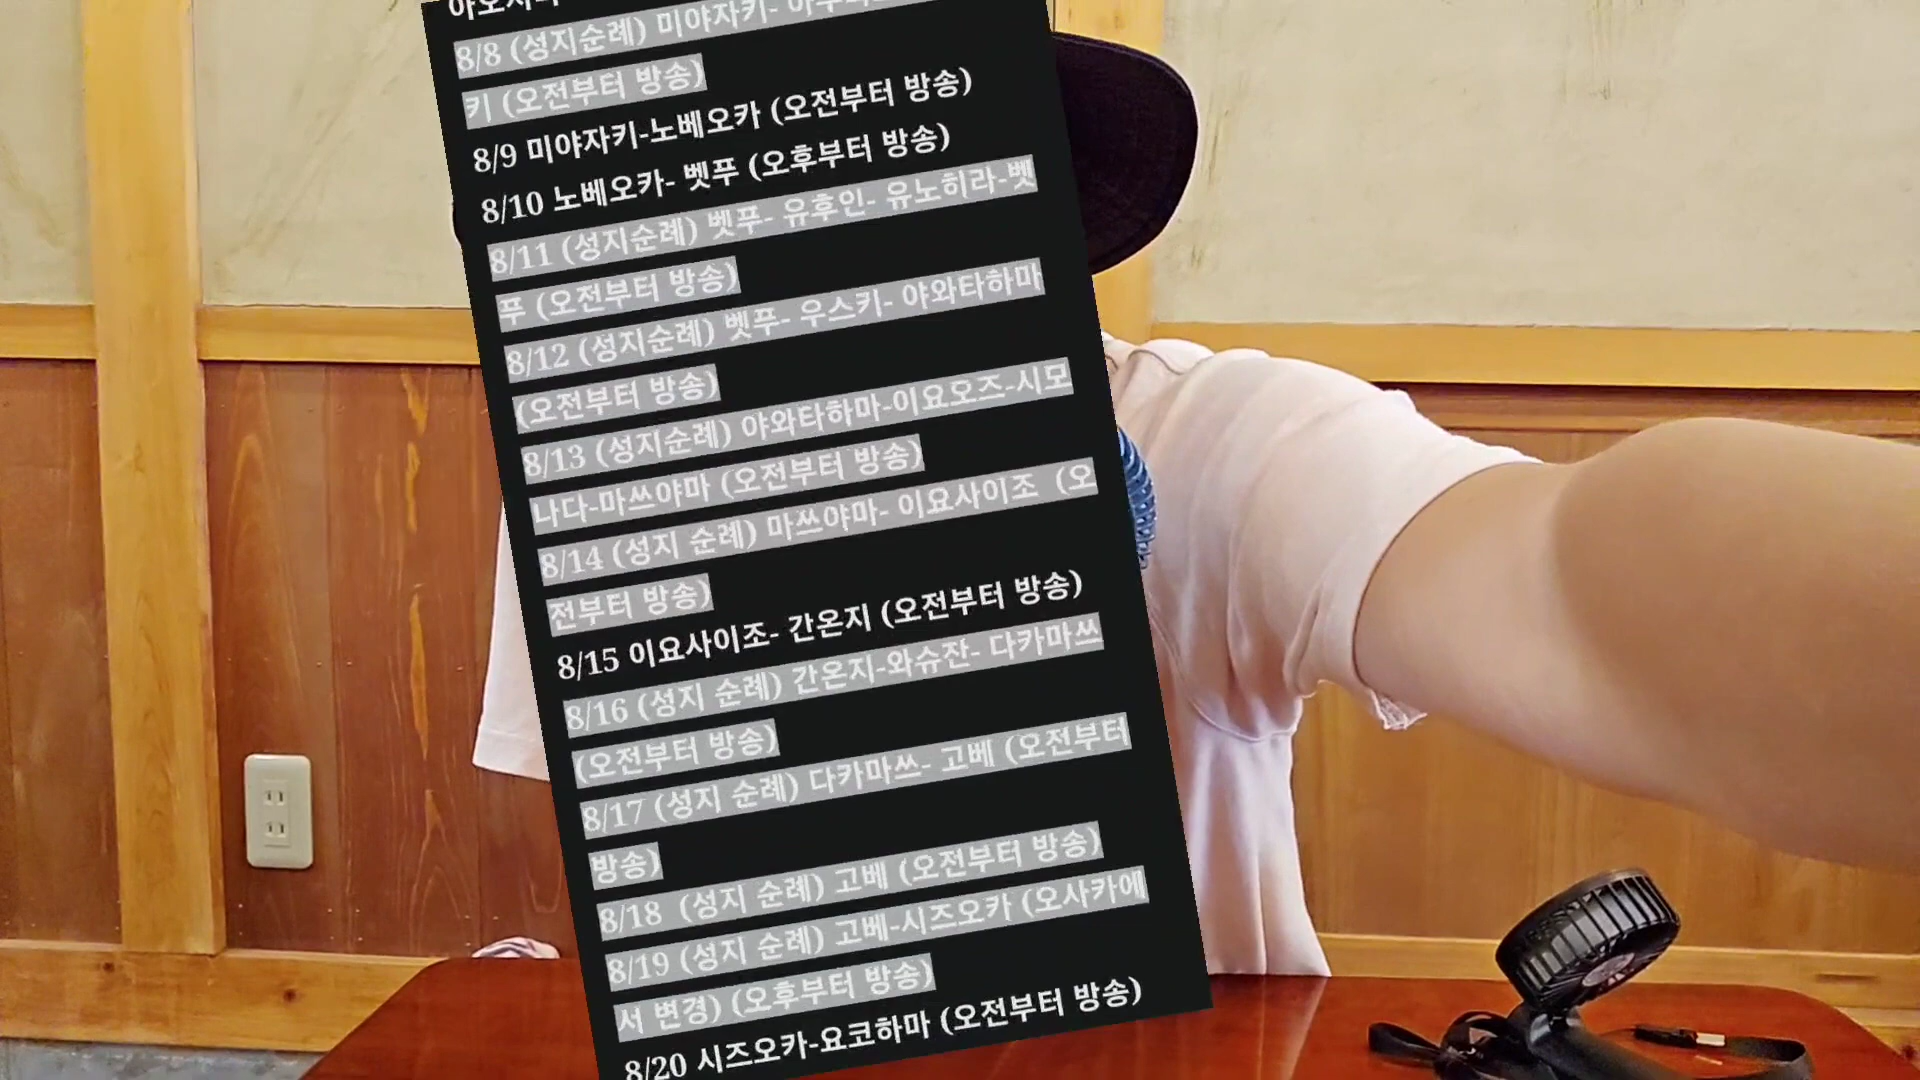 8/8 (성지순례) 미야자키-
키 (오전부터 방송)
8/9 미야자키-노베오카 (오전부터 방송)
8/10 노베오카- 벳푸 (오후부터 방송)
8/11 (성지순례) 벳푸- 유후인- 유노히라-벳
푸 (오전부터 방송)
8/12 (성지순례) 벳푸- 우스키- 야와타하마
(오전부터 방송)
8/13 (성지순례) 야와타하마-이요오즈-시모
나다-마쓰야마 (오전부터 방송)
8/14 (성지 순례) 마쓰야마- 이요사이조 (오
전부터 방송)
8/15 이요사이조- 간온지 (오전부터 방송)
8/16 (성지 순례) 간온지-와슈잔- 다카마쓰
(오전부터 방송)
8/17 (성지 순례) 다카마쓰- 고베 (오전부터
방송)
8/18 (성지 순례) 고베 (오전부터 방송)
8/19 (성지 순례) 고베-시즈오카 (오사카에
서 변경) (오후부터 방송)
8/20 시즈오카-요코하마 (오전부터 방송)